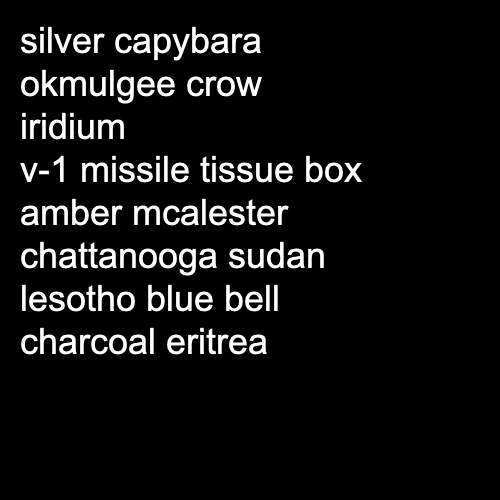 silver capybara
okmulgee crow
iridium
v-1 missile tissue box
amber mcalester
chattanooga sudan
lesotho blue bell
charcoal eritrea